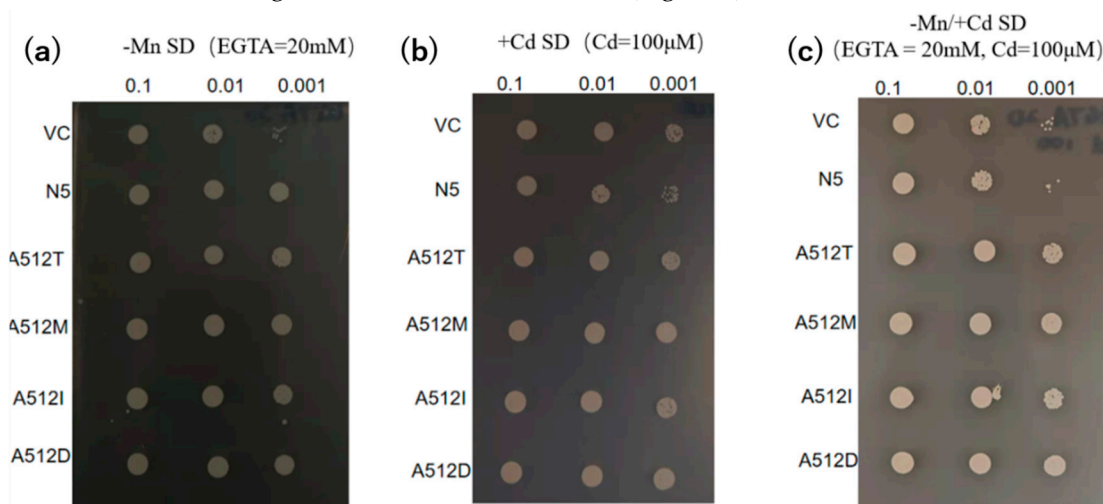 (a)
-Mn SD (EGTA=20mM)
0.1 0.01 0.001
VC
N5
A512T
A512M
A512I
A512D
(b)
+Cd SD (Cd=100μM)
0.1 0.01 0.001
VC
N5
A512T
A512M
A512I
A512D
(c)
-Mn/+Cd SD
(EGTA = 20mM, Cd=100μM)
0.1 0.01 0.001
VC
N5
A512T
A512M
A512I
A512D